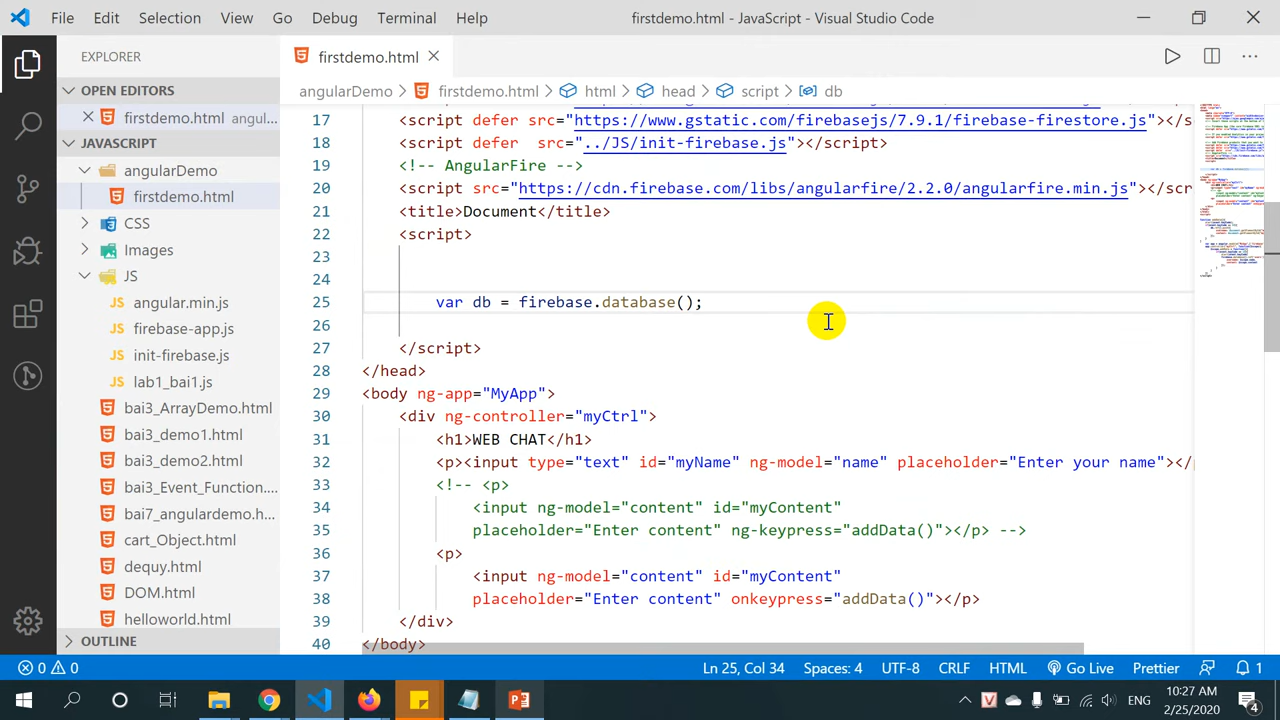 File Edit Selection View Go Debug Terminal Help firstdemo.html - JavaScript - Visual Studio Code
EXPLORER
OPEN EDITORS
firstdemo.html angul...
JAVASCRIPT
angularDemo
firstdemo.html
CSS
Images
JS
JS angular.min.js
JS firebase-app.js
JS init-firebase.js
JS lab1_bai1.js
bai3_ArrayDemo.html
bai3_demo1.html
bai3_demo2.html
bai3_Event_Function....
bai7_angulardemo.h...
cart_Object.html
dequy.html
DOM.html
helloworld.html
OUTLINE
firstdemo.html
angularDemo > firstdemo.html > html > head > script > db
17 <script defer src="https://www.gstatic.com/firebasejs/7.9.1/firebase-firestore.js"></s
18 <script defer src="../JS/init-firebase.js"></script>
19 <!-- AngularFire -->
20 <script src="https://cdn.firebase.com/libs/angularfire/2.2.0/angularfire.min.js"></scr
21 <title>Document</title>
22 <script>
23
24
25 var db = firebase.database();
26
27 </script>
28 </head>
29 <body ng-app="MyApp">
30 <div ng-controller="myCtrl">
31 <h1>WEB CHAT</h1>
32 <p><input type="text" id="myName" ng-model="name" placeholder="Enter your name"></p
33 <!-- <p>
34 <input ng-model="content" id="myContent"
35 placeholder="Enter content" ng-keypress="addData()"></p> -->
36 <p>
37 <input ng-model="content" id="myContent"
38 placeholder="Enter content" onkeypress="addData()"></p>
39 </div>
40 </body>
0 0 Ln 25, Col 34 Spaces: 4 UTF-8 CRLF HTML Go Live Prettier 1
ENG 10:27 AM
2/25/2020 4